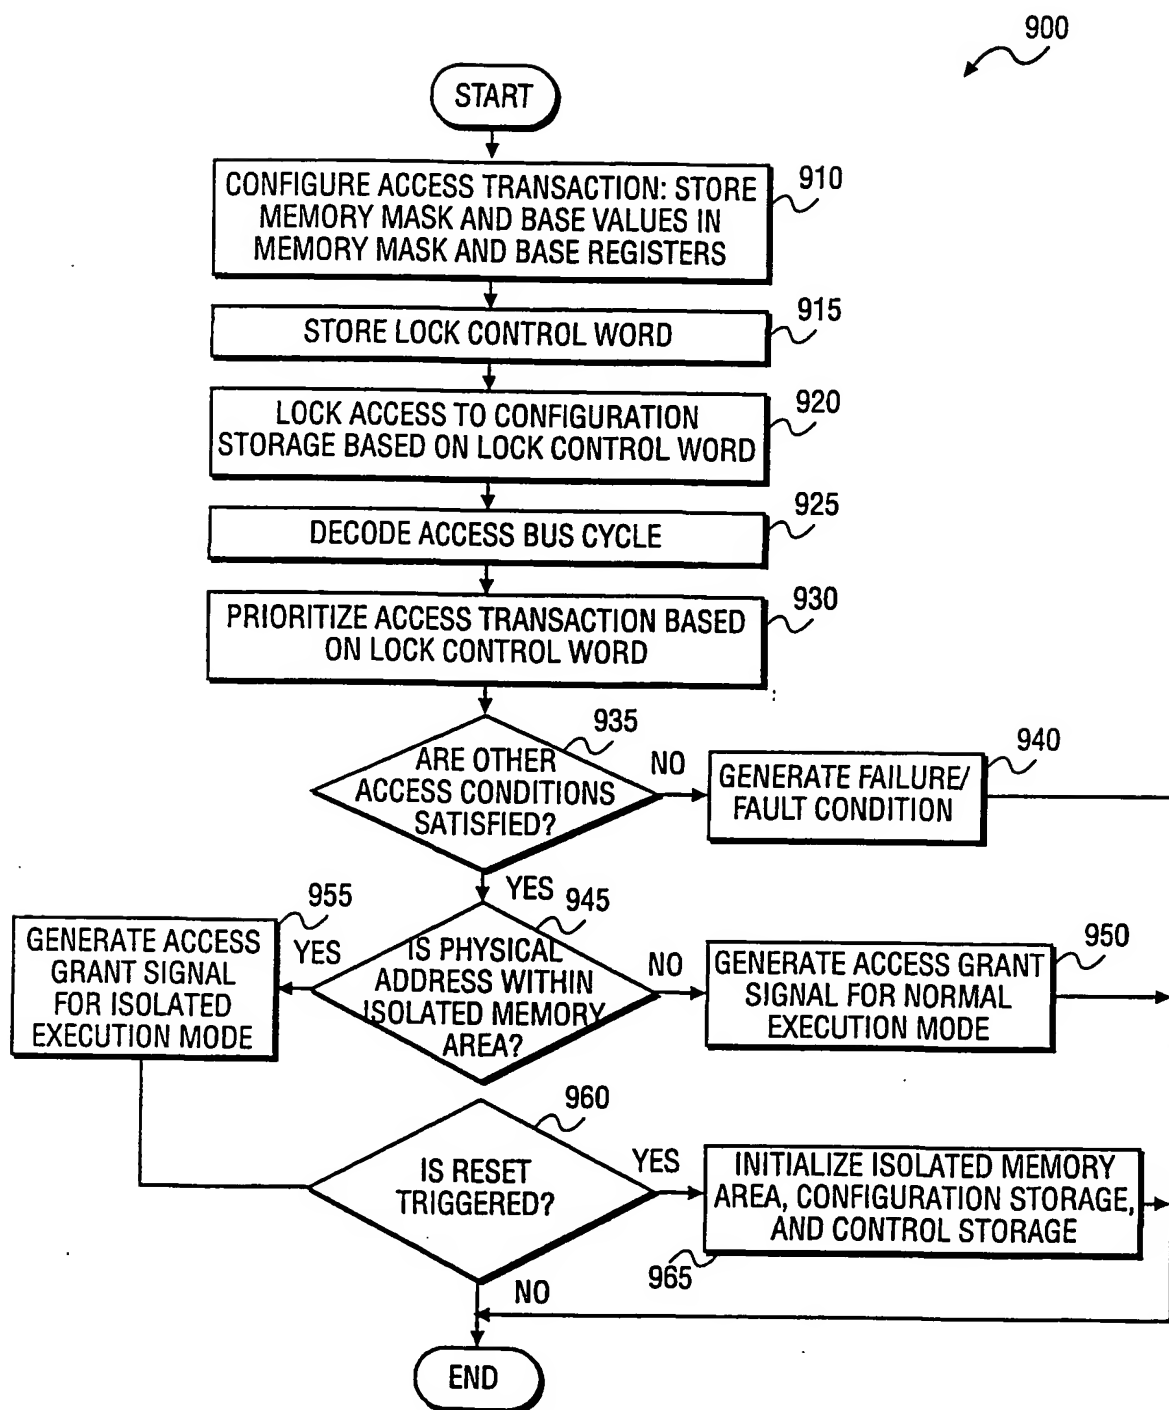 900
START
CONFIGURE ACCESS TRANSACTION: STORE
MEMORY MASK AND BASE VALUES IN
MEMORY MASK AND BASE REGISTERS
910
STORE LOCK CONTROL WORD
915
LOCK ACCESS TO CONFIGURATION
STORAGE BASED ON LOCK CONTROL WORD
920
DECODE ACCESS BUS CYCLE
925
PRIORITIZE ACCESS TRANSACTION BASED
ON LOCK CONTROL WORD
930
ARE OTHER
ACCESS CONDITIONS
SATISFIED?
935
NO
GENERATE FAILURE/
FAULT CONDITION
940
YES
IS PHYSICAL
ADDRESS WITHIN
ISOLATED MEMORY
AREA?
945
YES
GENERATE ACCESS
GRANT SIGNAL
FOR ISOLATED
EXECUTION MODE
955
NO
GENERATE ACCESS GRANT
SIGNAL FOR NORMAL
EXECUTION MODE
950
IS RESET
TRIGGERED?
960
YES
INITIALIZE ISOLATED MEMORY
AREA, CONFIGURATION STORAGE,
AND CONTROL STORAGE
965
NO
END